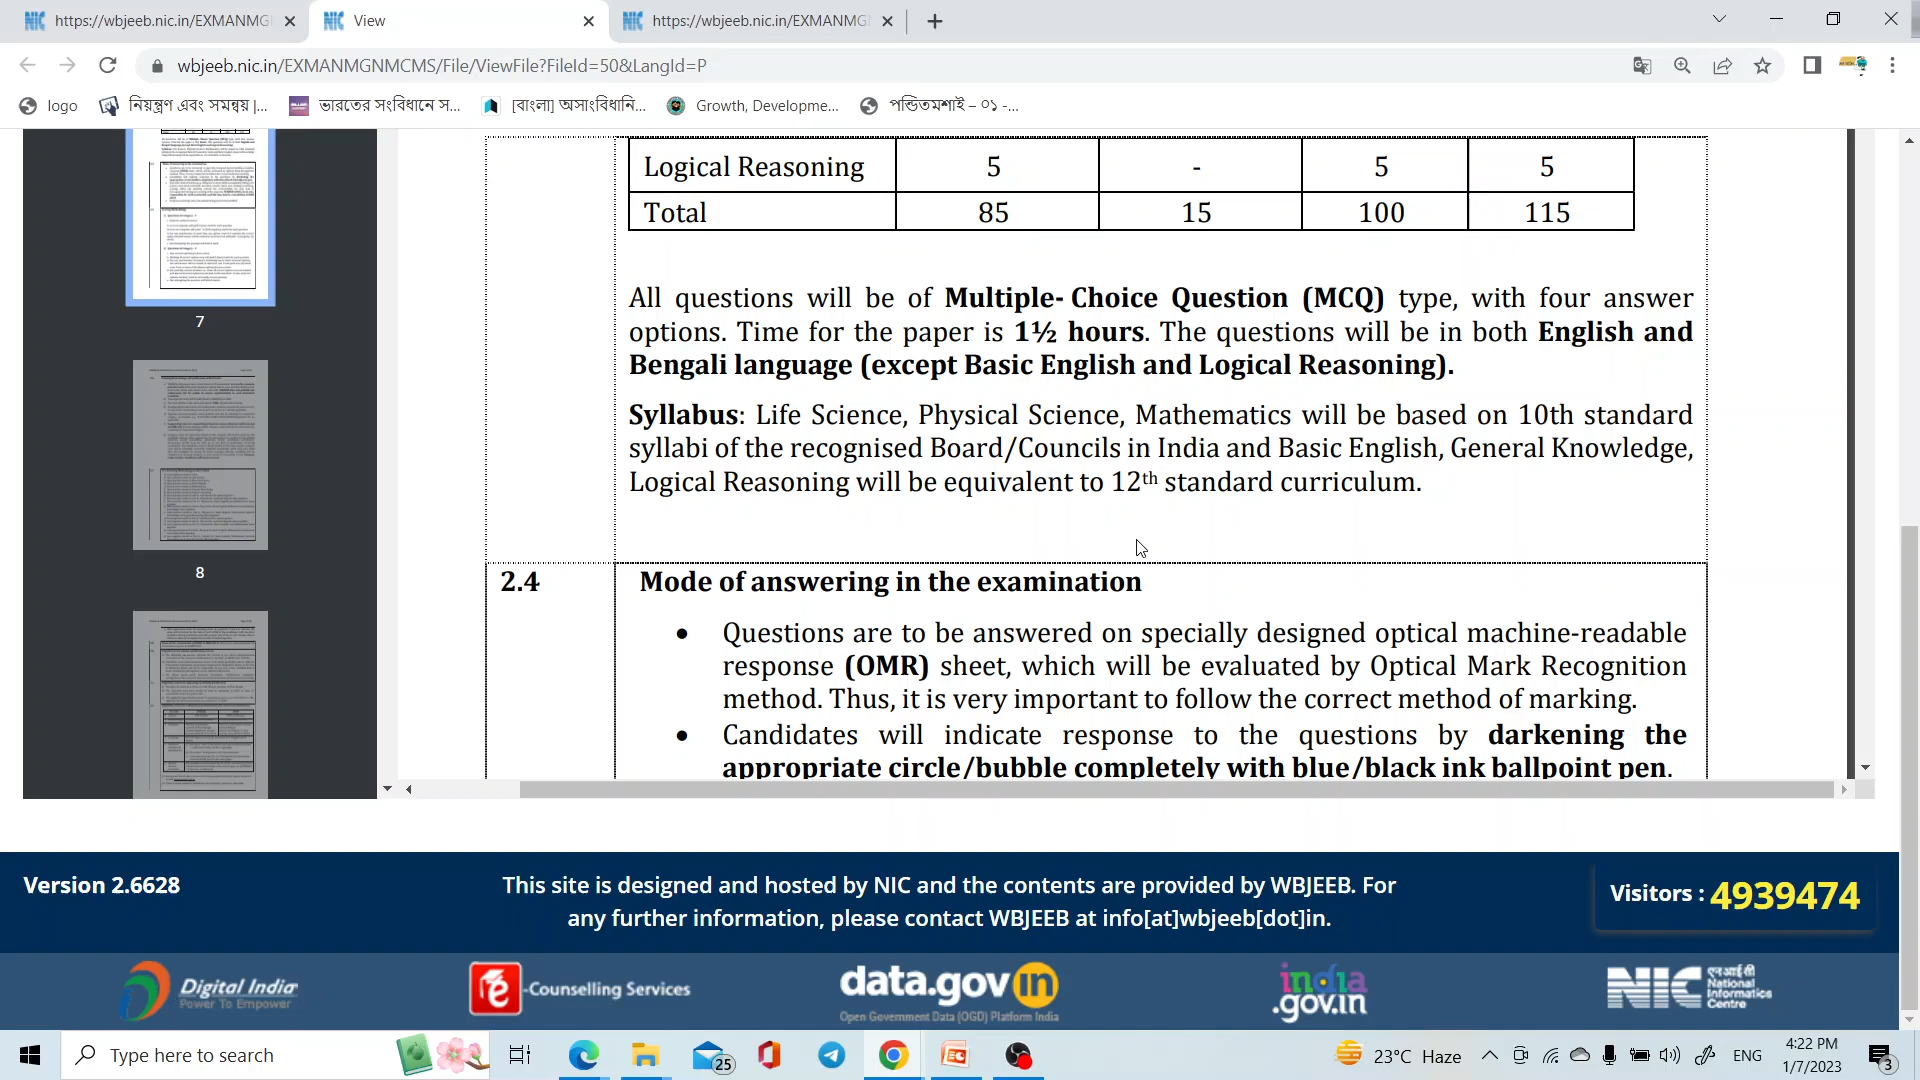 https://wbjeeb.nic.in/EXMANMG
View
https://wbjeeb.nic.in/EXMANMG
wbjeeb.nic.in/EXMANMGNMCMS/File/ViewFile?FileId=50&LangId=P
logo
নিয়ন্ত্রণ এবং সমন্বয় |...
ভারতের সংবিধানে স...
[বাংলা] অসাংবিধানি...
Growth, Developme...
পন্ডিতমশাই – ০১ -...
Logical Reasoning 5 - 5 5
Total 85 15 100 115
All questions will be of Multiple- Choice Question (MCQ) type, with four answer
options. Time for the paper is 1½ hours. The questions will be in both English and
Bengali language (except Basic English and Logical Reasoning).
Syllabus: Life Science, Physical Science, Mathematics will be based on 10th standard
syllabi of the recognised Board/Councils in India and Basic English, General Knowledge,
Logical Reasoning will be equivalent to 12th standard curriculum.
2.4 Mode of answering in the examination
• Questions are to be answered on specially designed optical machine-readable
response (OMR) sheet, which will be evaluated by Optical Mark Recognition
method. Thus, it is very important to follow the correct method of marking.
• Candidates will indicate response to the questions by darkening the
appropriate circle/bubble completely with blue/black ink ballpoint pen.
7
8
Version 2.6628
This site is designed and hosted by NIC and the contents are provided by WBJEEB. For
any further information, please contact WBJEEB at info[at]wbjeeb[dot]in.
Visitors : 4939474
Digital India
Power To Empower
e-Counselling Services
data.gov in
Open Government Data (OGD) Platform India
india
.gov.in
NIC
एनआईसी
National
Informatics
Centre
Type here to search
25
23°C Haze
ENG
4:22 PM
1/7/2023
3